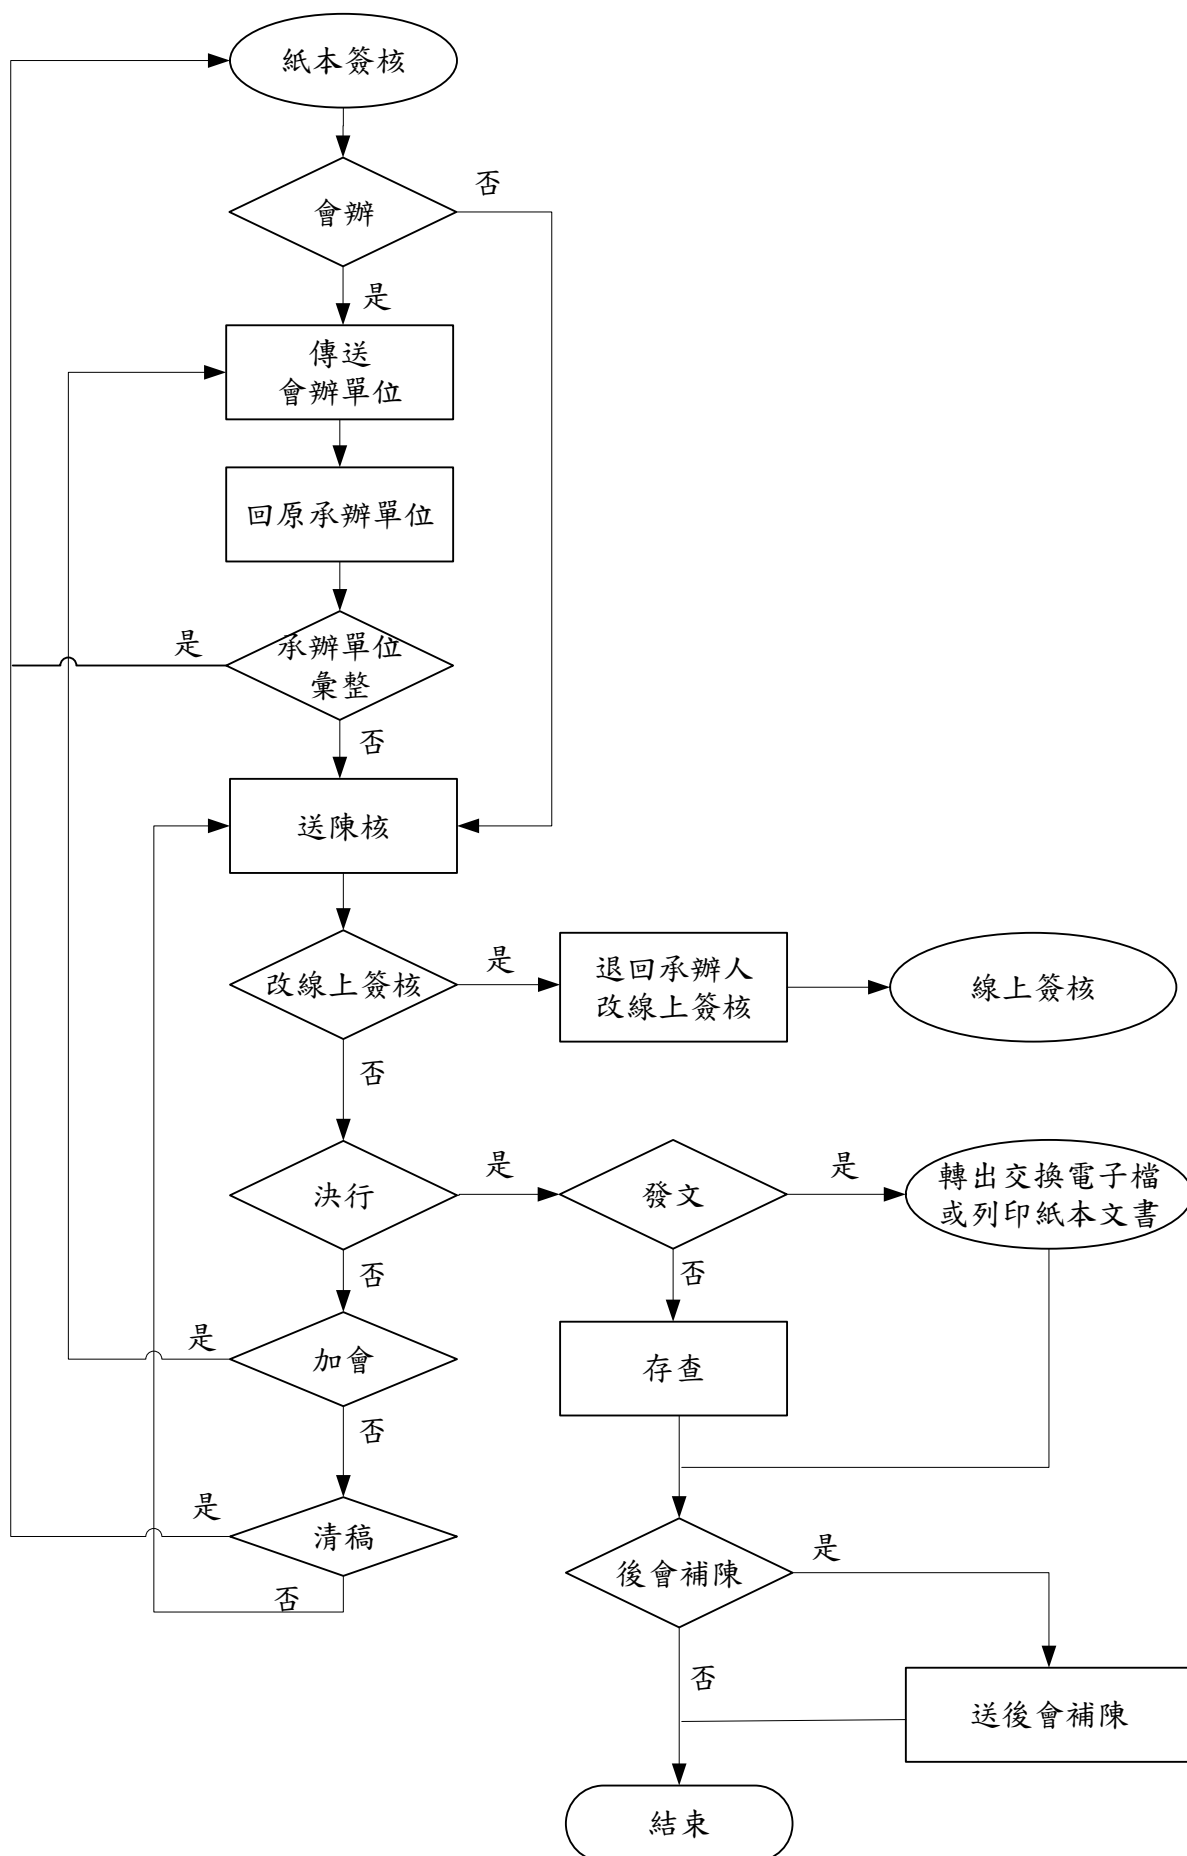 紙本簽核
會辦
否
是
傳送
會辦單位
回原承辦單位
是
承辦單位
彙整
否
送陳核
改線上簽核
是
退回承辦人
改線上簽核
線上簽核
否
決行
是
發文
是
轉出交換電子檔
或列印紙本文書
否
否
是
加會
存查
否
是
清稿
否
後會補陳
是
否
送後會補陳
結束